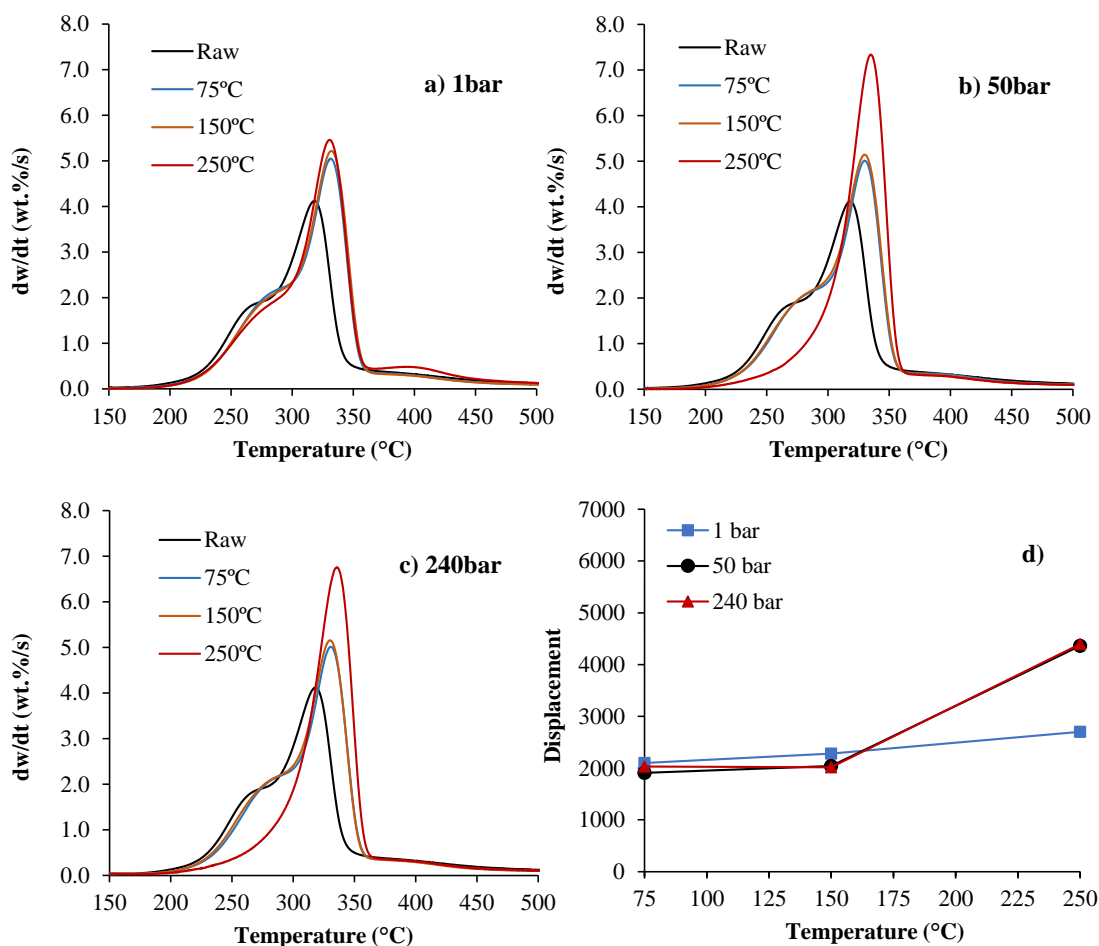 8.0
7.0
6.0
5.0
4.0
3.0
2.0
1.0
0.0
dw/dt (wt.%/s)
Raw
75ºC
150ºC
250ºC
a) 1bar
150 200 250 300 350 400 450 500
Temperature (°C)
8.0
7.0
6.0
5.0
4.0
3.0
2.0
1.0
0.0
dw/dt (wt.%/s)
Raw
75ºC
150ºC
250ºC
b) 50bar
150 200 250 300 350 400 450 500
Temperature (°C)
8.0
7.0
6.0
5.0
4.0
3.0
2.0
1.0
0.0
dw/dt (wt.%/s)
Raw
75ºC
150ºC
250ºC
c) 240bar
150 200 250 300 350 400 450 500
Temperature (°C)
7000
6000
5000
4000
3000
2000
1000
0
Displacement
1 bar
50 bar
240 bar
d)
75 100 125 150 175 200 225 250
Temperature (°C)